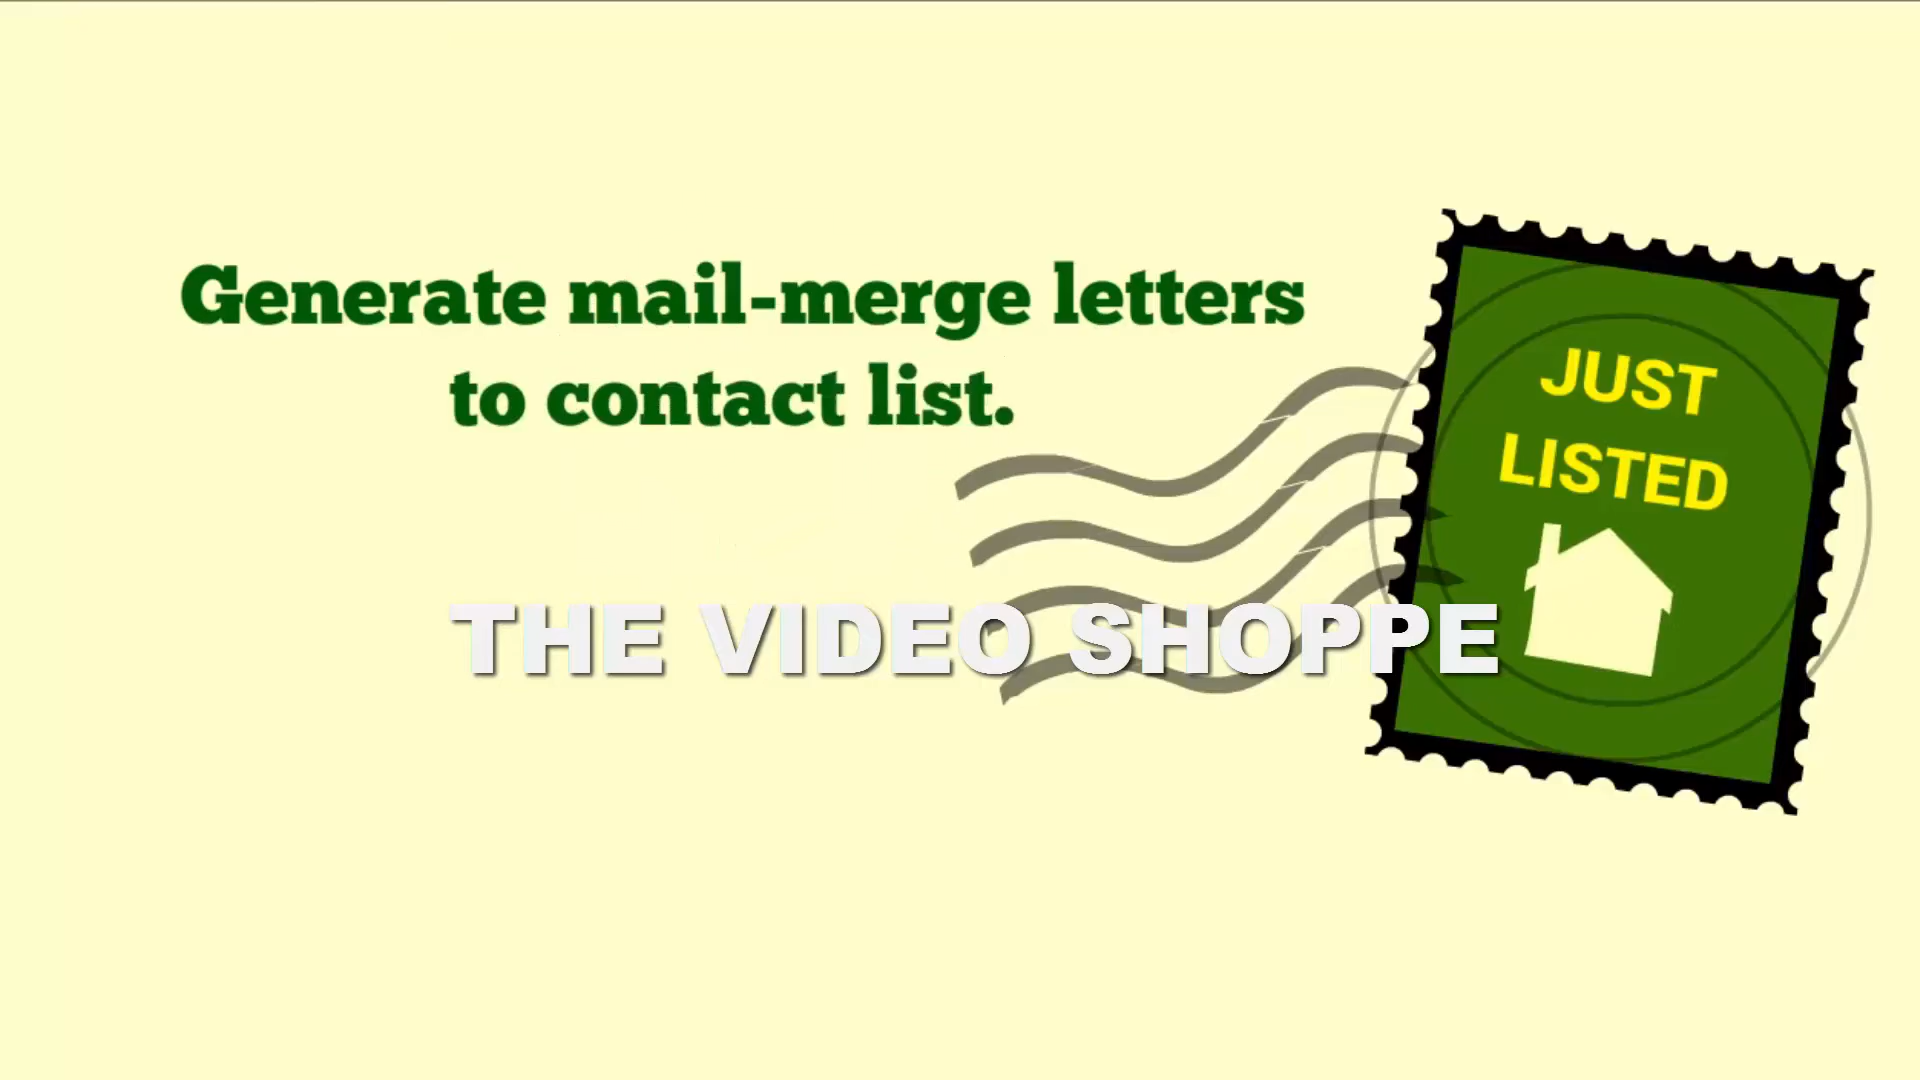 Generate mail-merge letters
to contact list.
JUST
LISTED
THE VIDEO SHOPPE